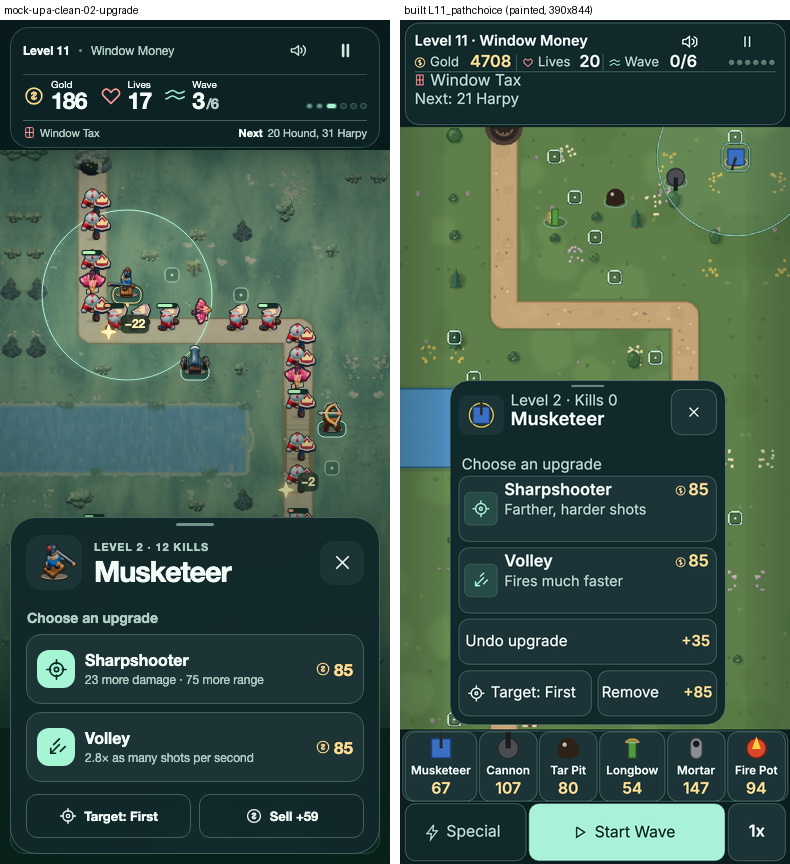 mock-up a-clean-02-upgrade
Level 11 · Window Money
Gold
186
Lives
17
Wave
3/6
Window Tax
Next 20 Hound, 31 Harpy
-22
-2
LEVEL 2 · 12 KILLS
Musketeer
Choose an upgrade
Sharpshooter
23 more damage · 75 more range
85
Volley
2.8× as many shots per second
85
Target: First
Sell +59
built L11_pathchoice (painted, 390x844)
Level 11 · Window Money
Gold 4708 Lives 20 Wave 0/6
Window Tax
Next: 21 Harpy
Level 2 · Kills 0
Musketeer
Choose an upgrade
Sharpshooter
85
Farther, harder shots
Volley
85
Fires much faster
Undo upgrade +35
Target: First
Remove +85
Musketeer
67
Cannon
107
Tar Pit
80
Longbow
54
Mortar
147
Fire Pot
94
Special
Start Wave
1x